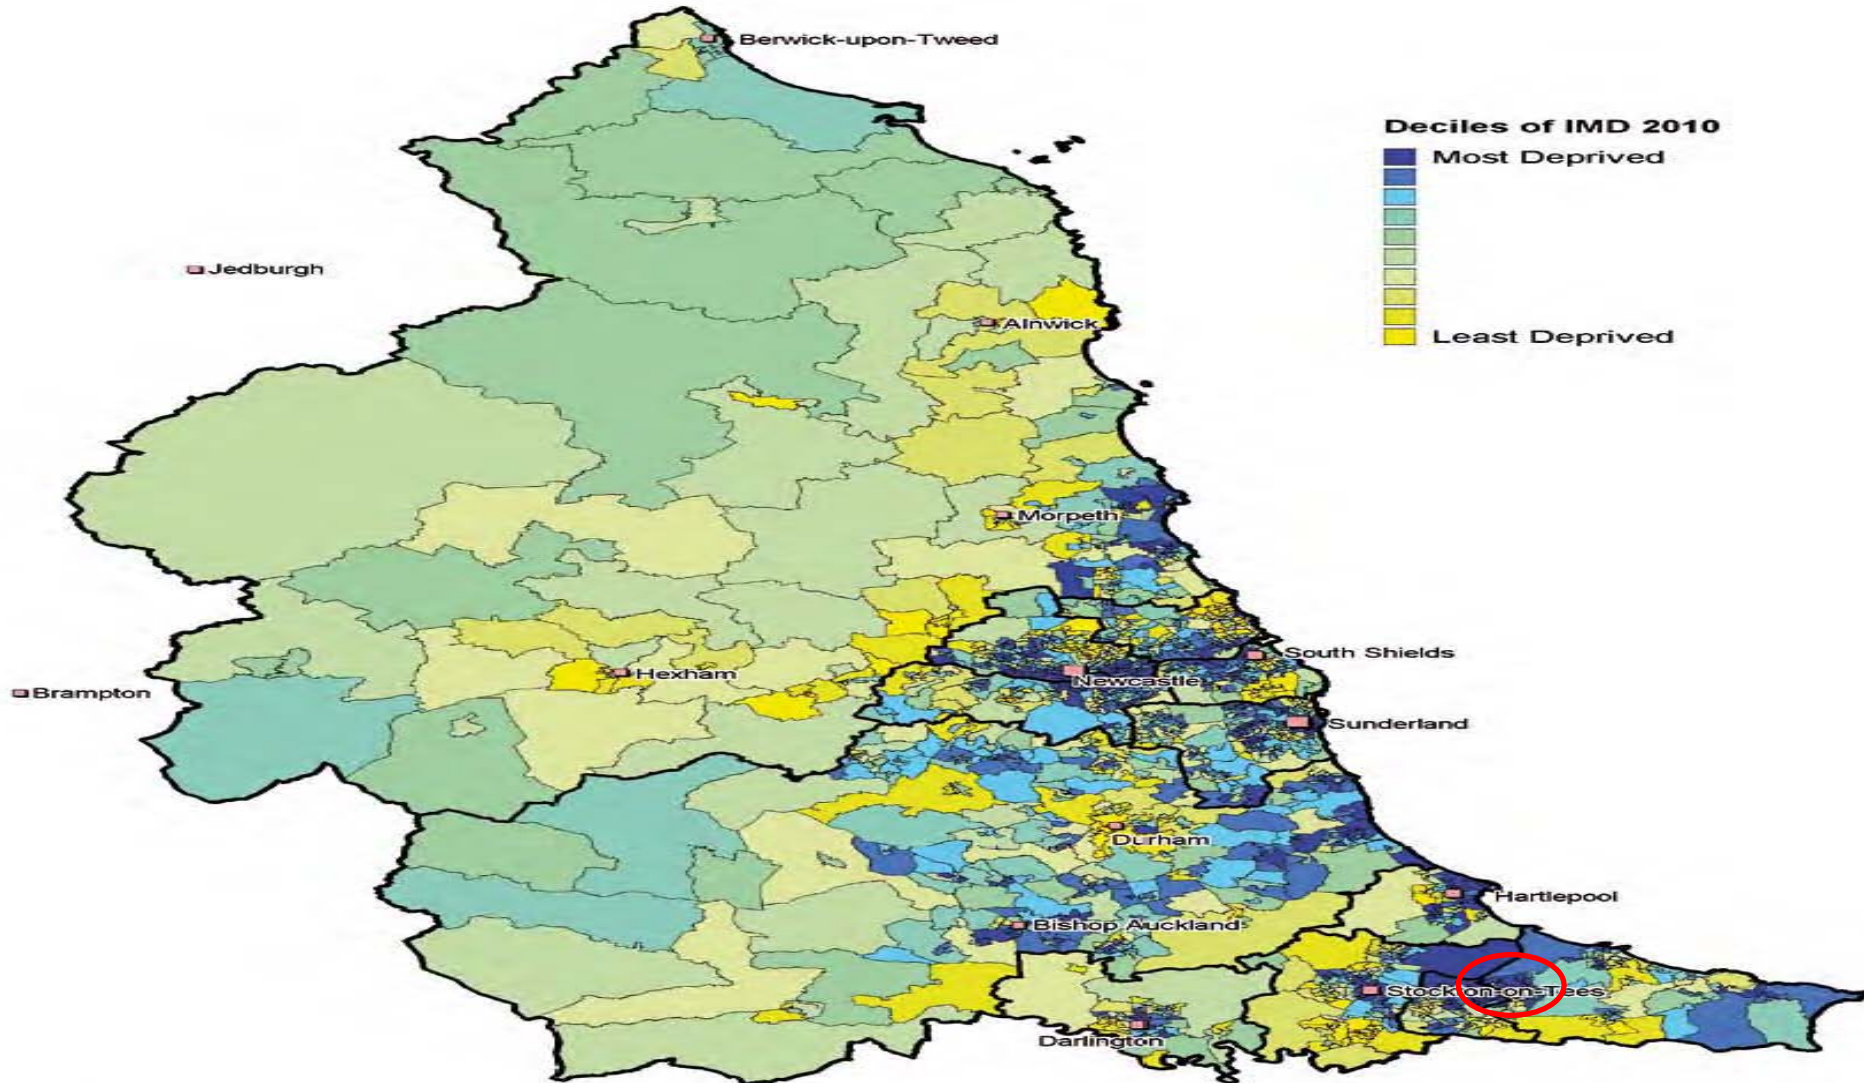 Berwick-upon-Tweed
Deciles of IMD 2010
Most Deprived
Jedburgh
Alnwick
Least Deprived
Morpeth
South Shields
Hexham
Newcastle
Brampton
Sunderland
Durham
Hartlepool
Bishop Auckland
Stockton-on-Tees
Darlington